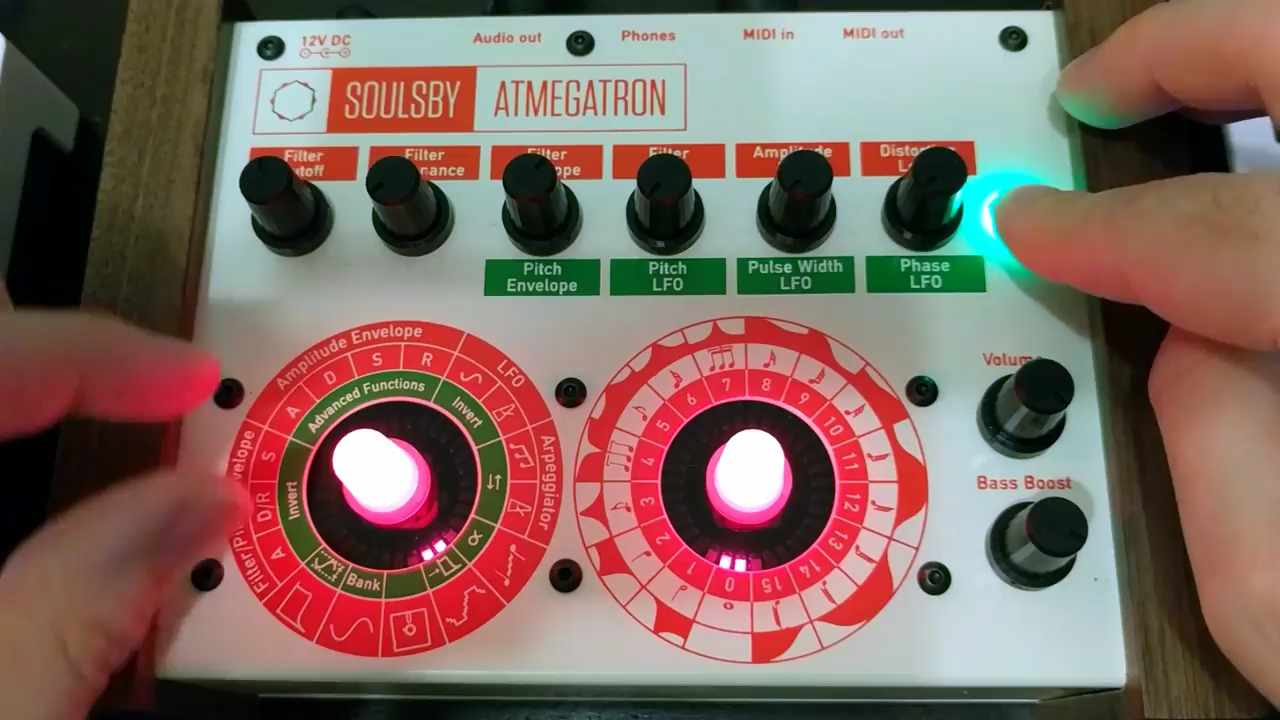 12V DC
Audio out
Phones
MIDI in
MIDI out
SOULSBY ATMEGATRON
Filter
Filter
Filter
Filter
Pitch
Envelope
Pitch
LFO
Pulse Width
LFO
Phase
LFO
Volume
Bass Boost
Amplitude Envelope
A D S R
LFO
Advanced Functions
Invert
Arpeggiator
S
D/R
A
Invert
Bank
0 1 2 3 4 5 6 7 8 9 10 11 12 13 14 15